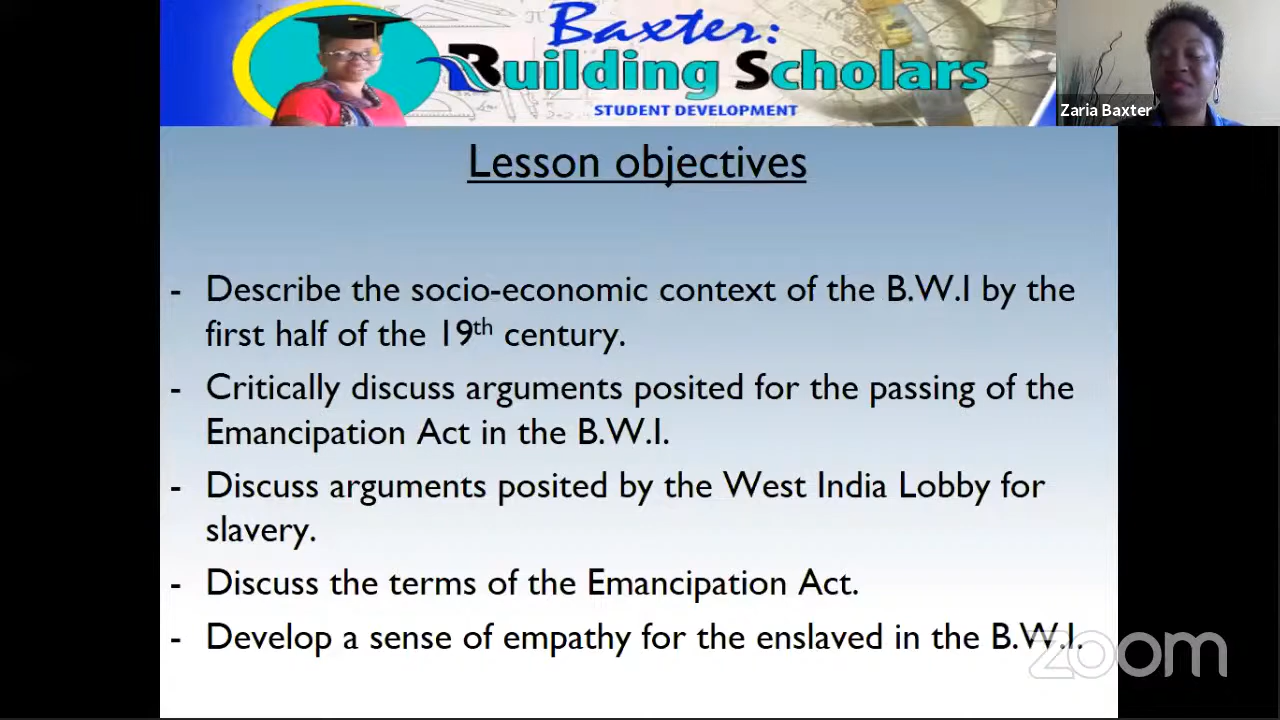 Baxter:
Building Scholars
STUDENT DEVELOPMENT
Zaria Baxter
Lesson objectives
- Describe the socio-economic context of the B.W.I by the
first half of the 19th century.
- Critically discuss arguments posited for the passing of the
Emancipation Act in the B.W.I.
- Discuss arguments posited by the West India Lobby for
slavery.
- Discuss the terms of the Emancipation Act.
- Develop a sense of empathy for the enslaved in the B.W.I.
zoom